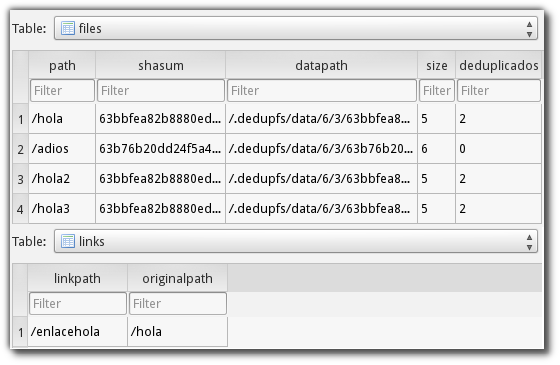 Table: files
path shasum datapath size deduplicados
Filter Filter Filter Filter Filter
1 /hola 63bbfea82b8880ed... /.dedupfs/data/6/3/63bbfea8... 5 2
2 /adios 63b76b20dd24f5a4... /.dedupfs/data/6/3/63b76b20... 6 0
3 /hola2 63bbfea82b8880ed... /.dedupfs/data/6/3/63bbfea8... 5 2
4 /hola3 63bbfea82b8880ed... /.dedupfs/data/6/3/63bbfea8... 5 2
Table: links
linkpath originalpath
Filter Filter
1 /enlacehola /hola